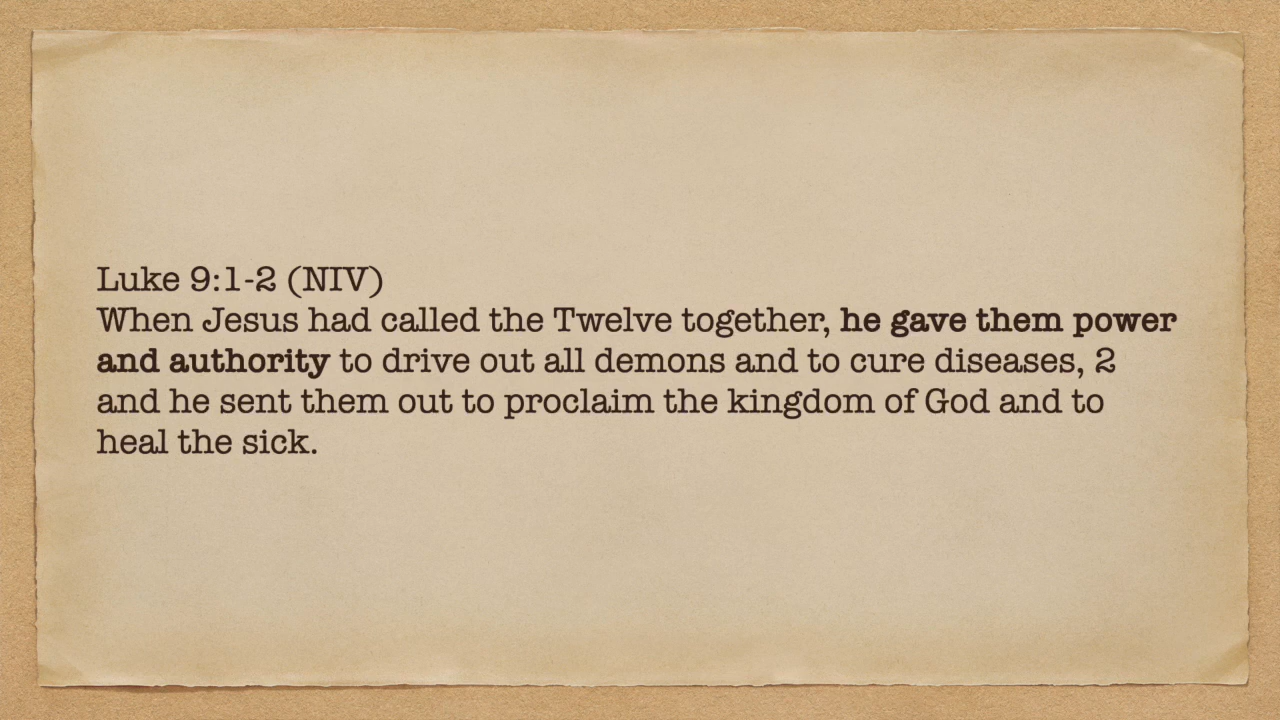 Luke 9:1-2 (NIV)
When Jesus had called the Twelve together, he gave them power
and authority to drive out all demons and to cure diseases, 2
and he sent them out to proclaim the kingdom of God and to
heal the sick.